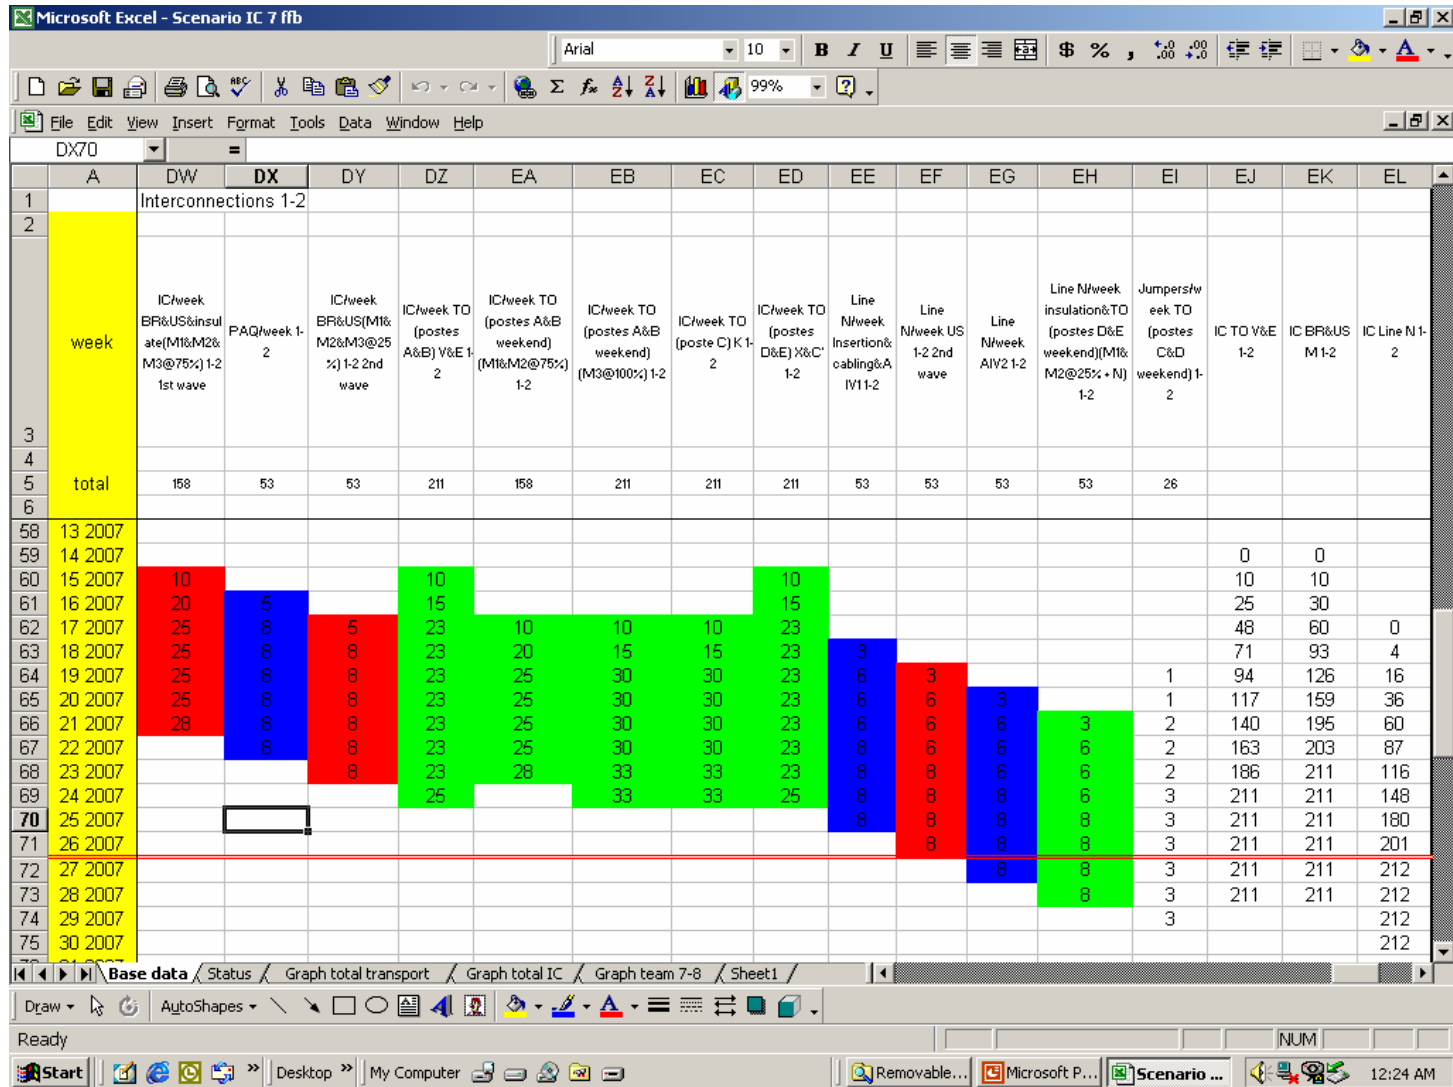 Microsoft Excel - Scenario IC 7 ffb
Arial 10 B I U $ % ,
99%
File Edit View Insert Format Tools Data Window Help
DX70 =
A DW DX DY DZ EA EB EC ED EE EF EG EH EI EJ EK EL
1 Interconnections 1-2
2
3 week IC/week BR&US&insulate(M1&M2&M3@75%) 1-2 1st wave PAQ/week 1-2 IC/week BR&US(M1&M2&M3@25%) 1-2 2nd wave IC/week TO (postes A&B) V&E 1-2 IC/week TO (postes A&B weekend) (M1&M2@75%) 1-2 IC/week TO (postes A&B weekend) (M3@100%) 1-2 IC/week TO (poste C) K 1-2 IC/week TO (postes D&E) X&C' 1-2 Line N/week Insertion&cabling&AIV1 1-2 Line N/week US 1-2 2nd wave Line N/week AIV2 1-2 Line N/week insulation&TO (postes D&E weekend)(M1&M2@25% + N) 1-2 Jumpers/week TO (postes C&D weekend) 1-2 IC TO V&E 1-2 IC BR&US M 1-2 IC Line N 1-2
4
5 total 158 53 53 211 158 211 211 211 53 53 53 53 26
6
58 13 2007
59 14 2007 0 0
60 15 2007 10 10 10 10 10
61 16 2007 20 5 15 15 25 30
62 17 2007 25 8 5 23 10 10 10 23 48 60 0
63 18 2007 25 8 8 23 20 15 15 23 3 71 93 4
64 19 2007 25 8 8 23 25 30 30 23 6 3 1 94 126 16
65 20 2007 25 8 8 23 25 30 30 23 6 6 3 1 117 159 36
66 21 2007 28 8 8 23 25 30 30 23 6 6 6 3 2 140 195 60
67 22 2007 8 8 23 25 30 30 23 8 6 6 6 2 163 203 87
68 23 2007 8 23 28 33 33 23 8 8 6 6 2 186 211 116
69 24 2007 25 33 33 25 8 8 8 6 3 211 211 148
70 25 2007 8 8 8 8 3 211 211 180
71 26 2007 8 8 8 3 211 211 201
72 27 2007 8 8 3 211 211 212
73 28 2007 8 3 211 211 212
74 29 2007 3 212
75 30 2007 212
Base data / Status / Graph total transport / Graph total IC / Graph team 7-8 / Sheet1 /
Draw AutoShapes
Ready NUM
Start » Desktop » My Computer Removable... Microsoft P... Scenario ... 12:24 AM